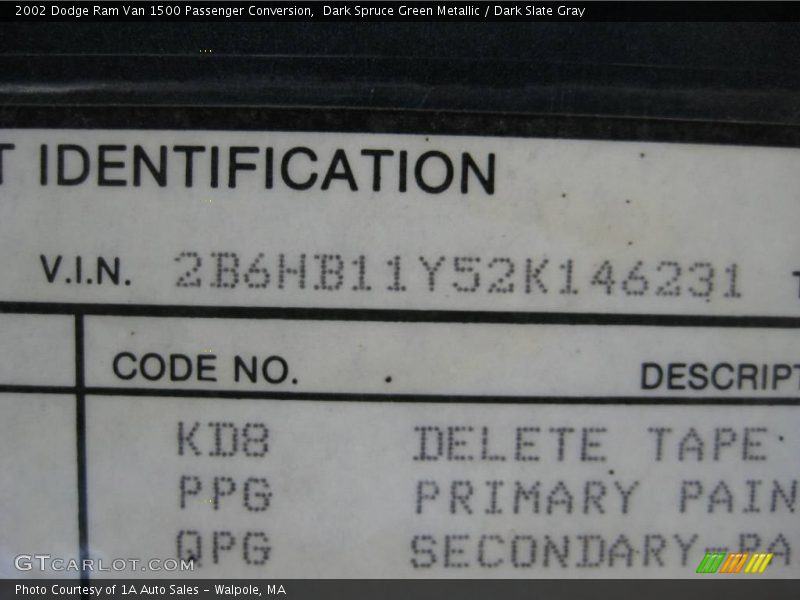 2002 Dodge Ram Van 1500 Passenger Conversion, Dark Spruce Green Metallic / Dark Slate Gray
T IDENTIFICATION
V.I.N. 2B6HB11Y52K146231 T
CODE NO. DESCRIPT
KD8 DELETE TAPE
PPG PRIMARY PAIN
QPG SECONDARY-PA
GTCARLOT.COM
Photo Courtesy of 1A Auto Sales - Walpole, MA